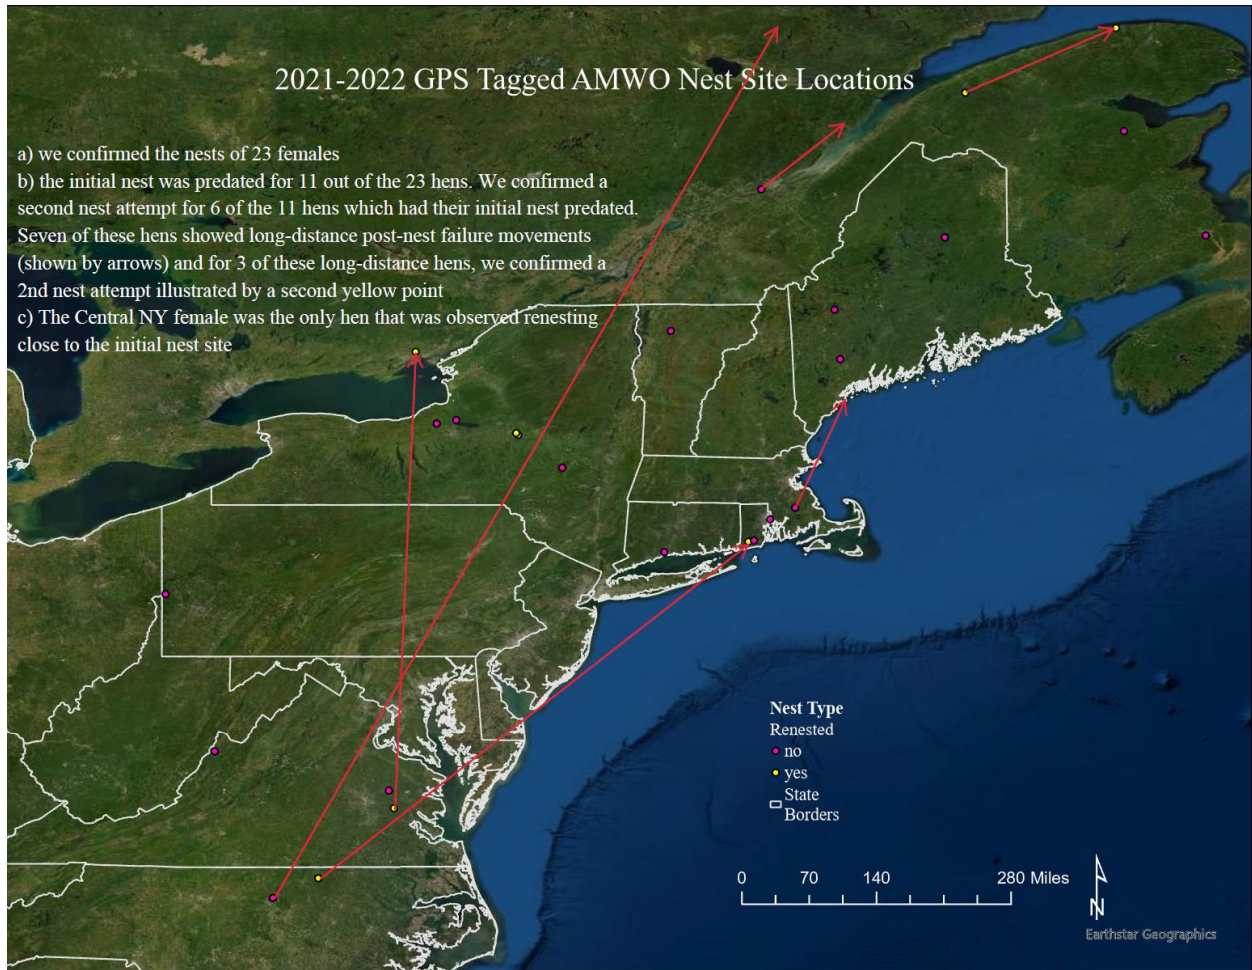 2021-2022 GPS Tagged AMWO Nest Site Locations
a) we confirmed the nests of 23 females
b) the initial nest was predated for 11 out of the 23 hens. We confirmed a
second nest attempt for 6 of the 11 hens which had their initial nest predated.
Seven of these hens showed long-distance post-nest failure movements
(shown by arrows) and for 3 of these long-distance hens, we confirmed a
2nd nest attempt illustrated by a second yellow point
c) The Central NY female was the only hen that was observed renesting
close to the initial nest site
Nest Type
Renested
no
yes
State
Borders
0 70 140 280 Miles
N
Earthstar Geographics